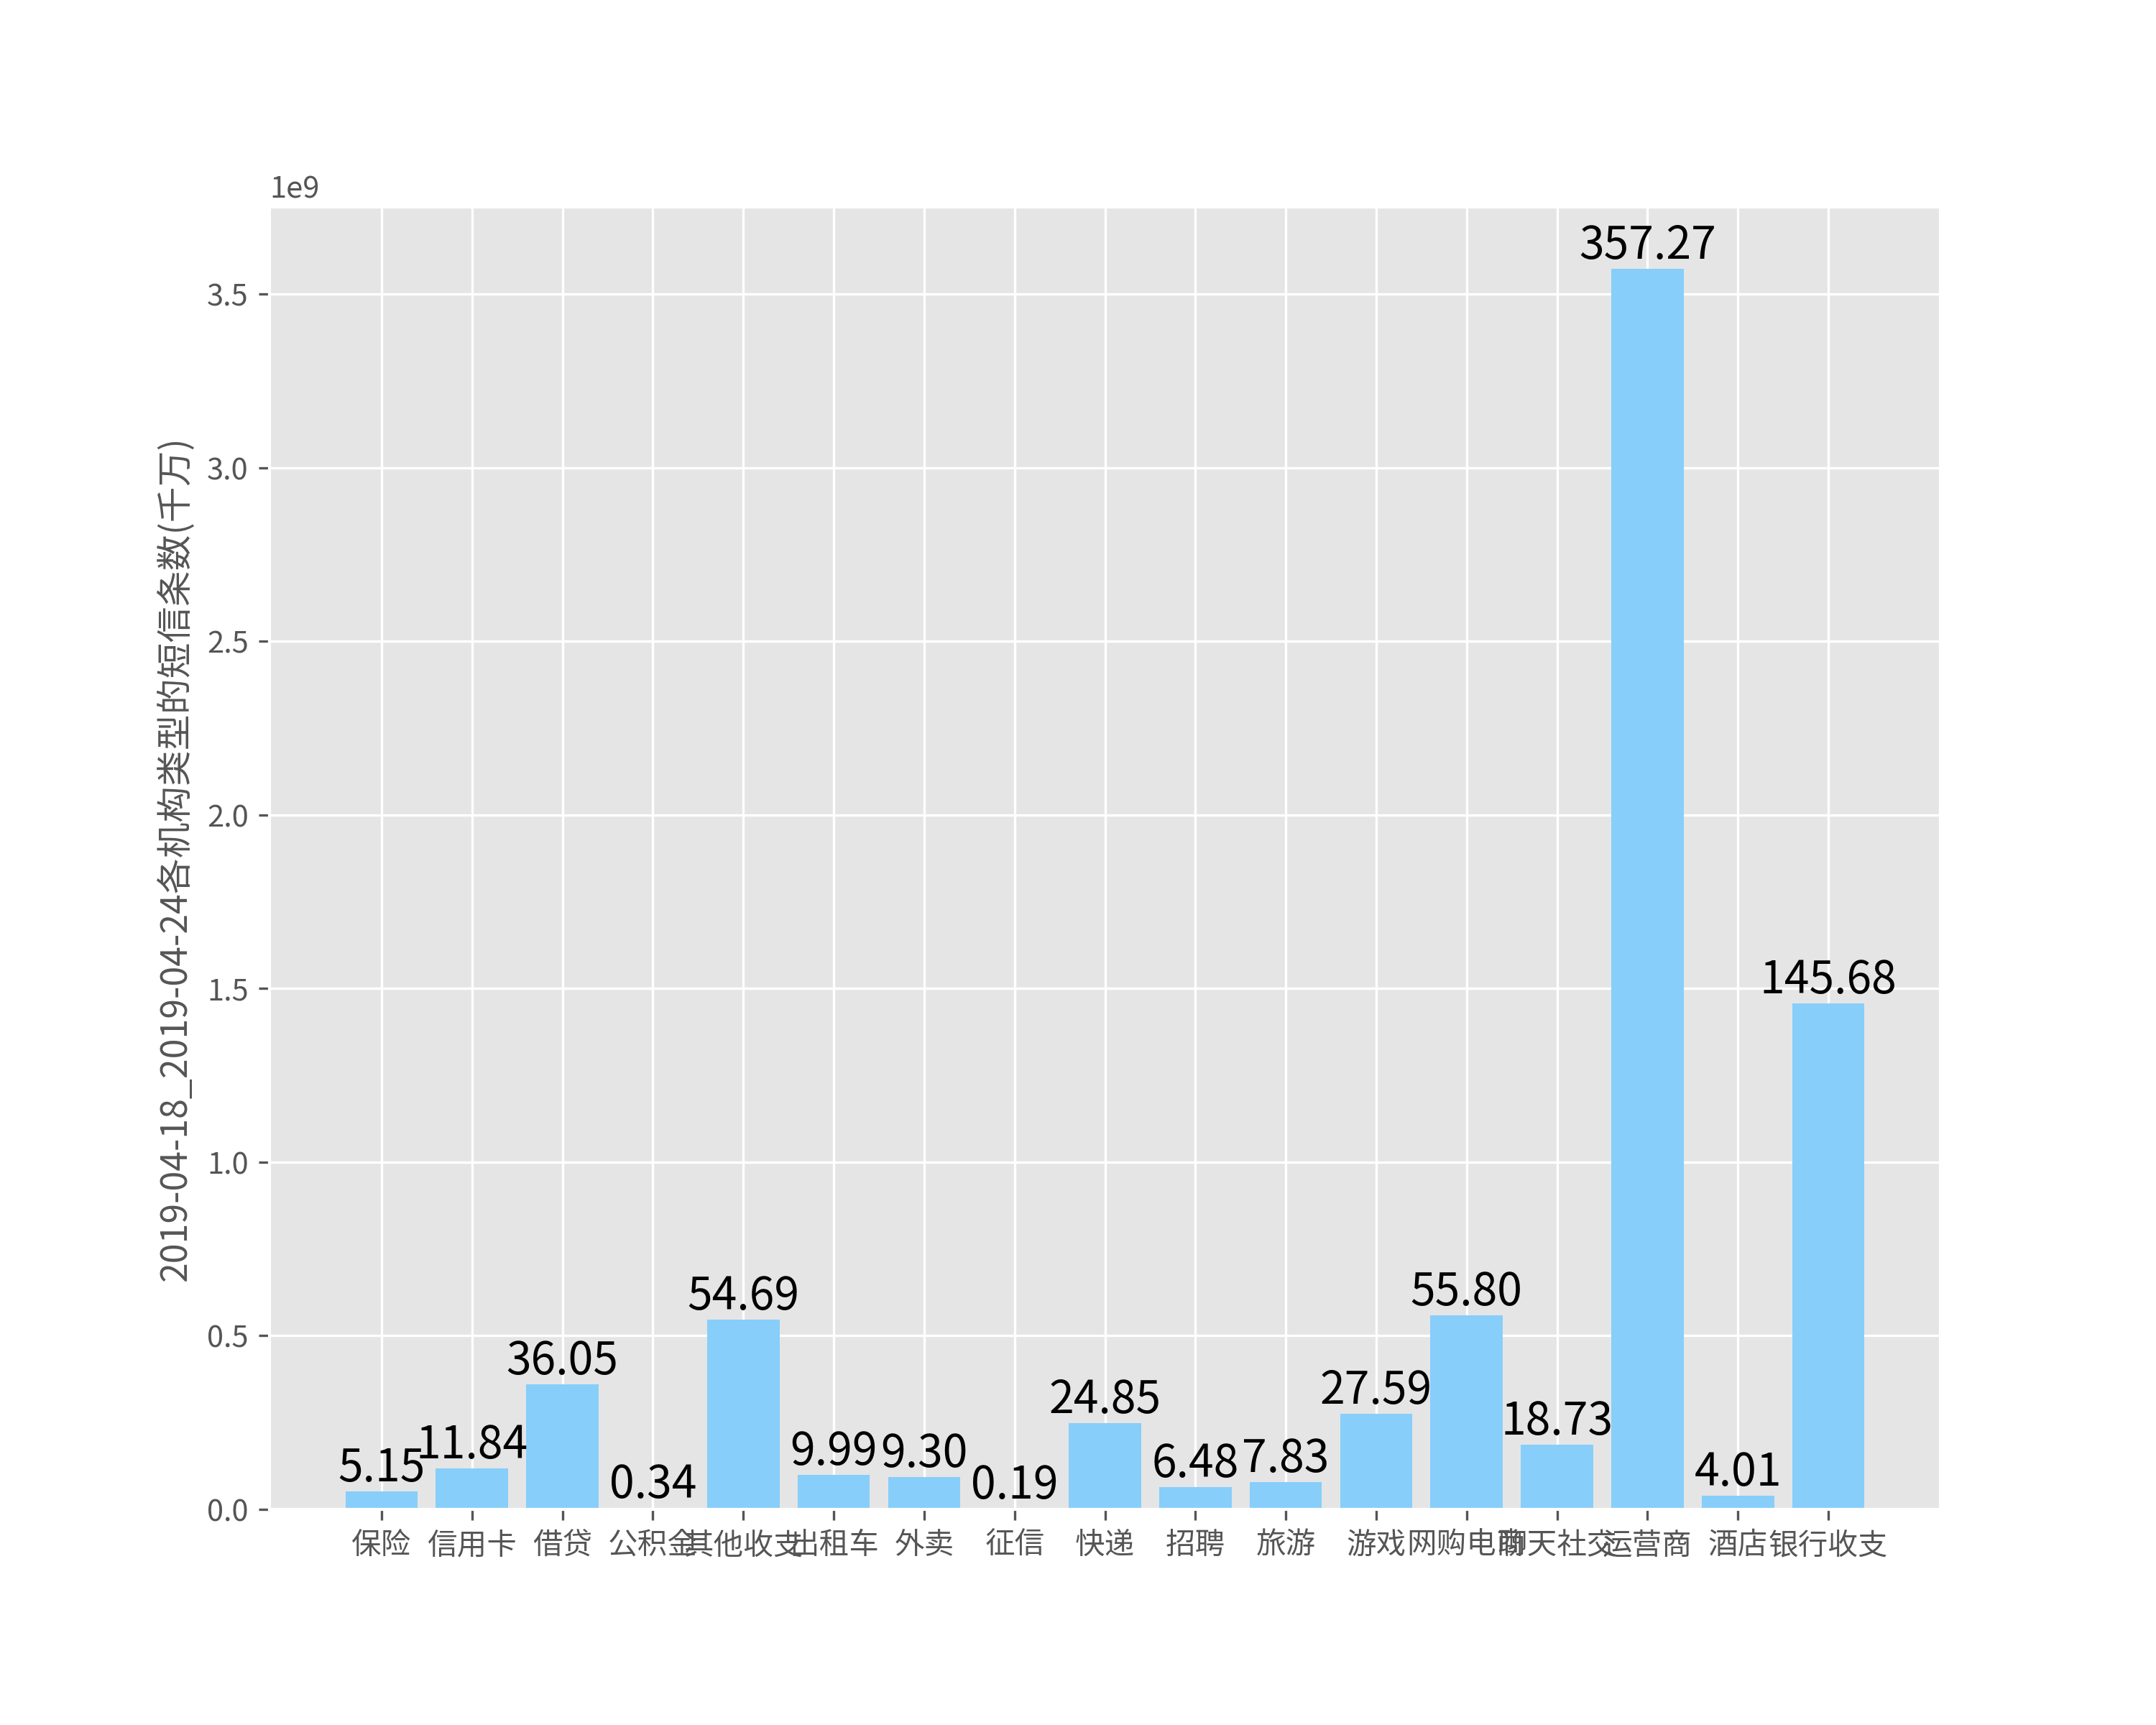 1e9
2019-04-18_2019-04-24各机构类型的短信条数(千万)
3.5
3.0
2.5
2.0
1.5
1.0
0.5
0.0
5.15
11.84
36.05
0.34
54.69
9.99
9.30
0.19
24.85
6.48
7.83
27.59
55.80
18.73
357.27
4.01
145.68
保险
信用卡
借贷
公积金
其他收支
出租车
外卖
征信
快递
招聘
旅游
游戏
网购电商
聊天社交
运营商
酒店
银行收支